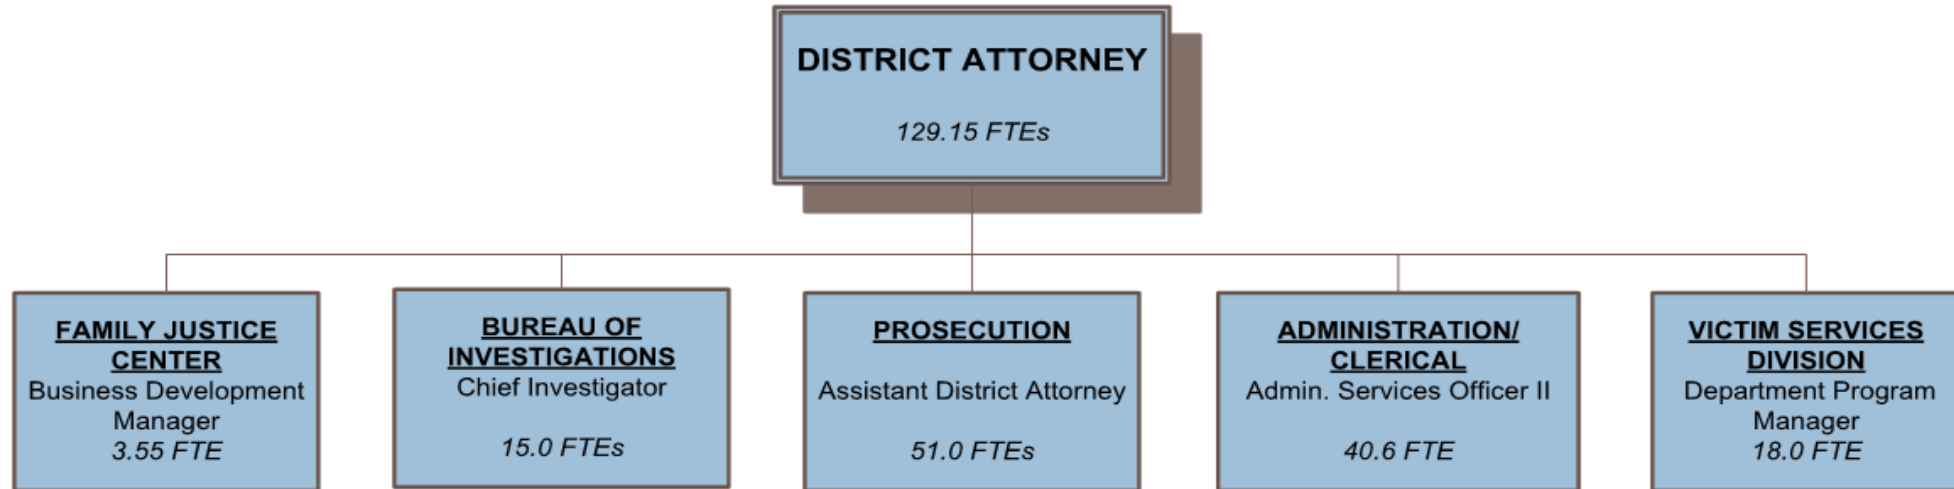 DISTRICT ATTORNEY
129.15 FTEs
FAMILY JUSTICE
CENTER
Business Development
Manager
3.55 FTE
BUREAU OF
INVESTIGATIONS
Chief Investigator
15.0 FTEs
PROSECUTION
Assistant District Attorney
51.0 FTEs
ADMINISTRATION/
CLERICAL
Admin. Services Officer II
40.6 FTE
VICTIM SERVICES
DIVISION
Department Program
Manager
18.0 FTE